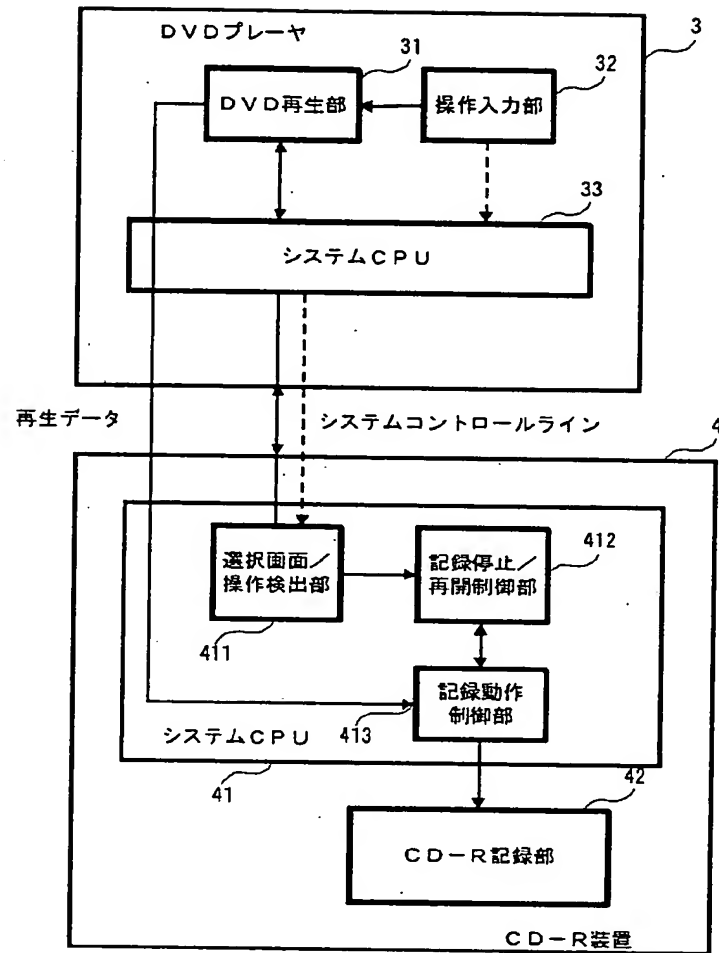 DVDプレーヤ
3
31
32
DVD再生部
操作入力部
33
システムCPU
再生データ
システムコントロールライン
4
選択画面/
操作検出部
411
記録停止/
再開制御部
412
記録動作
制御部
413
システムCPU
41
42
CD-R記録部
CD-R装置